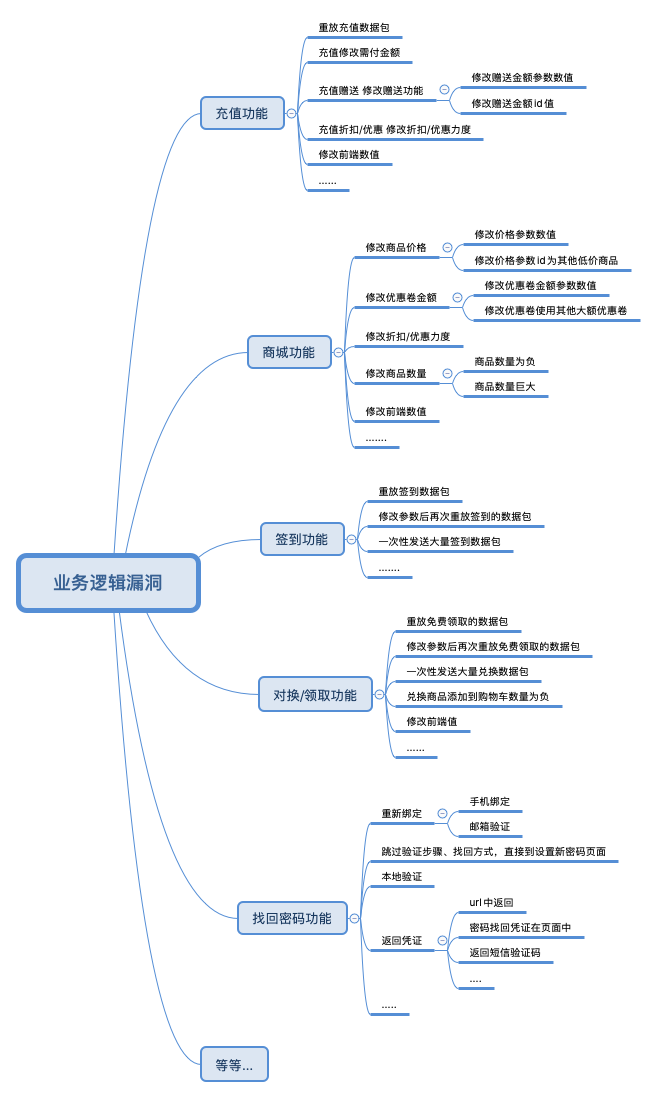 业务逻辑漏洞
充值功能
重放充值数据包
充值修改需付金额
充值赠送 修改赠送功能
修改赠送金额参数数值
修改赠送金额id值
充值折扣/优惠 修改折扣/优惠力度
修改前端数值
......
商城功能
修改商品价格
修改价格参数数值
修改价格参数id为其他低价商品
修改优惠卷金额
修改优惠卷金额参数数值
修改优惠卷使用其他大额优惠卷
修改折扣/优惠力度
修改商品数量
商品数量为负
商品数量巨大
修改前端数值
.......
签到功能
重放签到数据包
修改参数后再次重放签到的数据包
一次性发送大量签到数据包
.......
对换/领取功能
重放免费领取的数据包
修改参数后再次重放免费领取的数据包
一次性发送大量兑换数据包
兑换商品添加到购物车数量为负
修改前端值
......
找回密码功能
重新绑定
手机绑定
邮箱验证
跳过验证步骤、找回方式，直接到设置新密码页面
本地验证
返回凭证
url中返回
密码找回凭证在页面中
返回短信验证码
....
.....
等等...